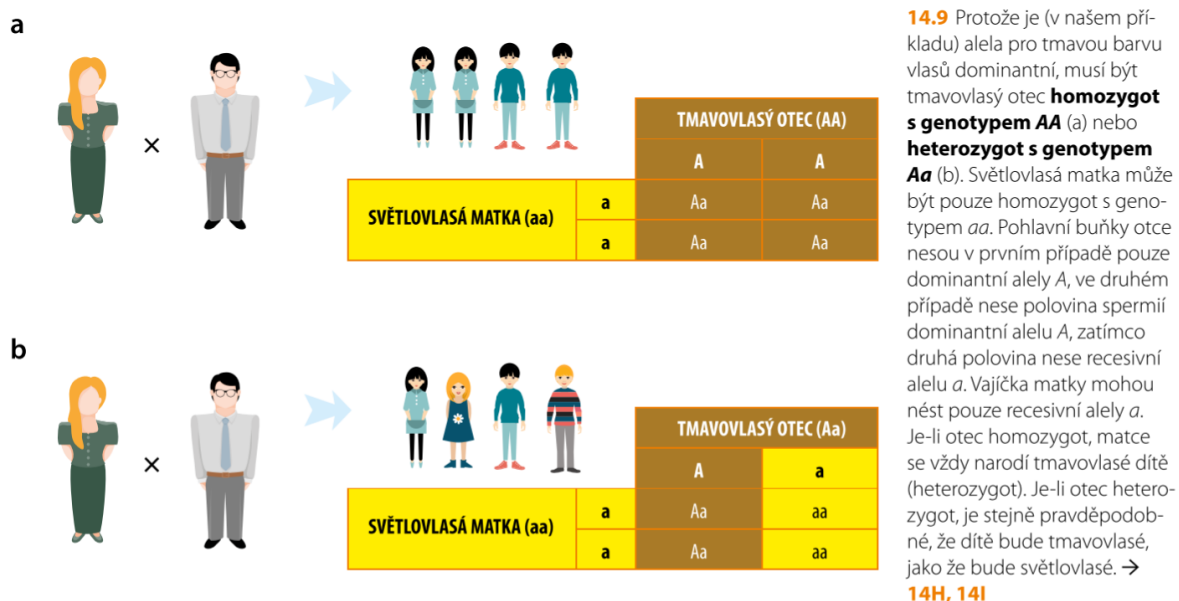 a
×
TMAVOVLASÝ OTEC (AA)
A A
SVĚTLOVLASÁ MATKA (aa) a Aa Aa
a Aa Aa
b
×
TMAVOVLASÝ OTEC (Aa)
A a
SVĚTLOVLASÁ MATKA (aa) a Aa aa
a Aa aa
14.9 Protože je (v našem pří-
kladu) alela pro tmavou barvu
vlasů dominantní, musí být
tmavovlasý otec homozygot
s genotypem AA (a) nebo
heterozygot s genotypem
Aa (b). Světlovlasá matka může
být pouze homozygot s geno-
typem aa. Pohlavní buňky otce
nesou v prvním případě pouze
dominantní alely A, ve druhém
případě nese polovina spermií
dominantní alelu A, zatímco
druhá polovina nese recesivní
alelu a. Vajíčka matky mohou
nést pouze recesivní alely a.
Je-li otec homozygot, matce
se vždy narodí tmavovlasé dítě
(heterozygot). Je-li otec hetero-
zygot, je stejně pravděpodob-
né, že dítě bude tmavovlasé,
jako že bude světlovlasé. →
14H, 14I